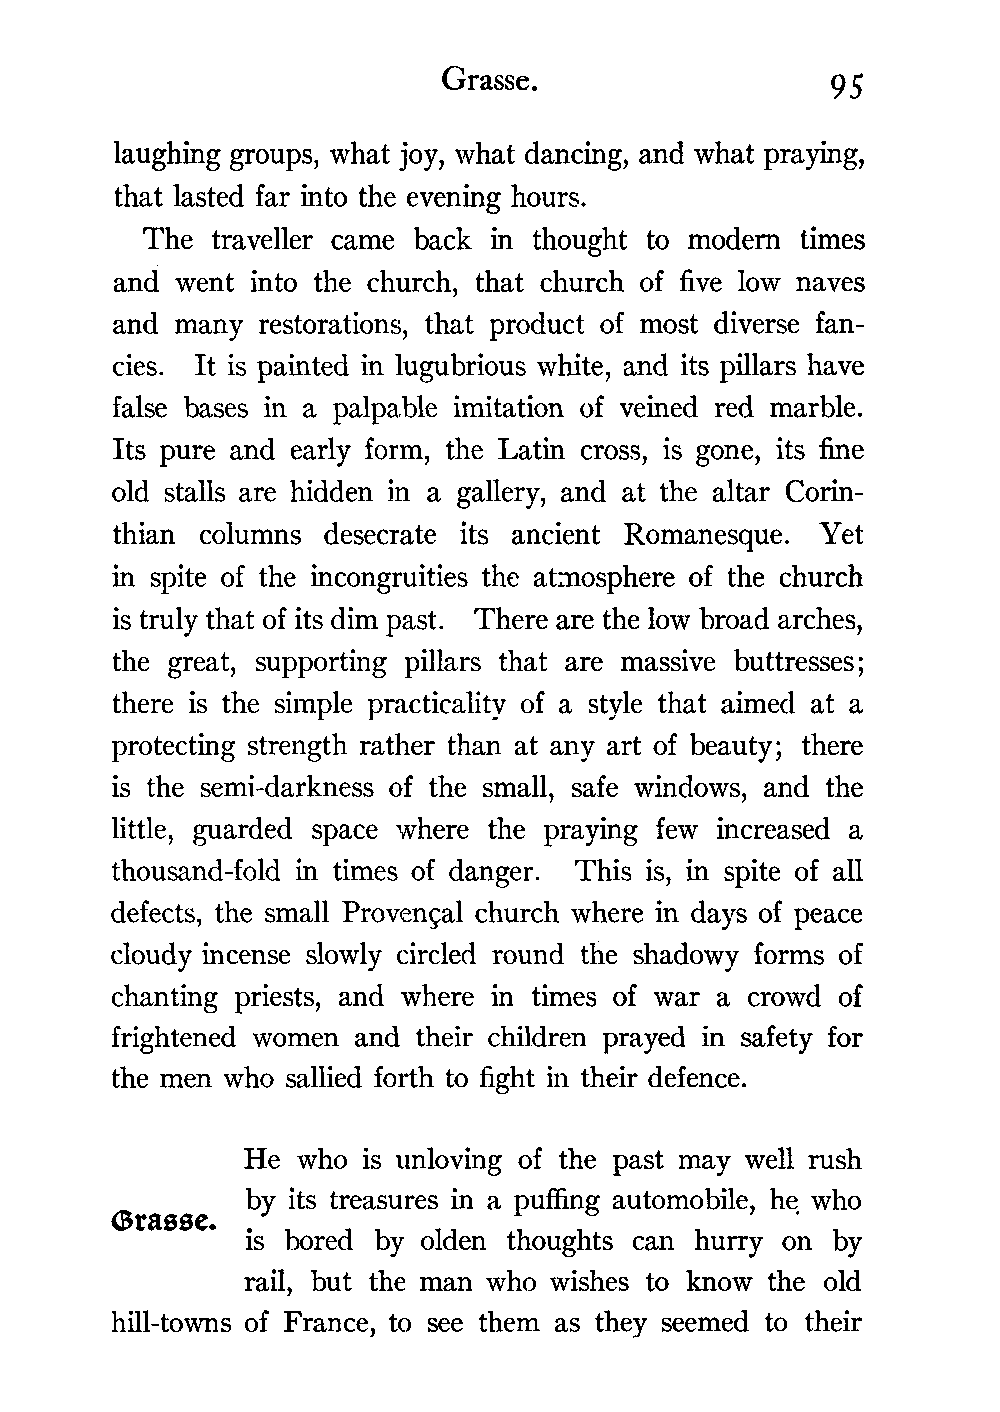 Grasse. 95
laughing groups, what joy, what dancing, and what praying,
that lasted far into the evening hours.
The traveller came back in thought to modern times
and went into the church, that church of five low naves
and many restorations, that product of most diverse fan-
cies. It is painted in lugubrious white, and its pillars have
false bases in a palpable imitation of veined red marble.
Its pure and early form, the Latin cross, is gone, its fine
old stalls are hidden in a gallery, and at the altar Corin-
thian columns desecrate its ancient Romanesque. Yet
in spite of the incongruities the atmosphere of the church
is truly that of its dim past. There are the low broad arches,
the great, supporting pillars that are massive buttresses;
there is the simple practicality of a style that aimed at a
protecting strength rather than at any art of beauty; there
is the semi-darkness of the small, safe windows, and the
little, guarded space where the praying few increased a
thousand-fold in times of danger. This is, in spite of all
defects, the small Provençal church where in days of peace
cloudy incense slowly circled round the shadowy forms of
chanting priests, and where in times of war a crowd of
frightened women and their children prayed in safety for
the men who sallied forth to fight in their defence.
He who is unloving of the past may well rush
by its treasures in a puffing automobile, he who
Grasse.
is bored by olden thoughts can hurry on by
rail, but the man who wishes to know the old
hill-towns of France, to see them as they seemed to their